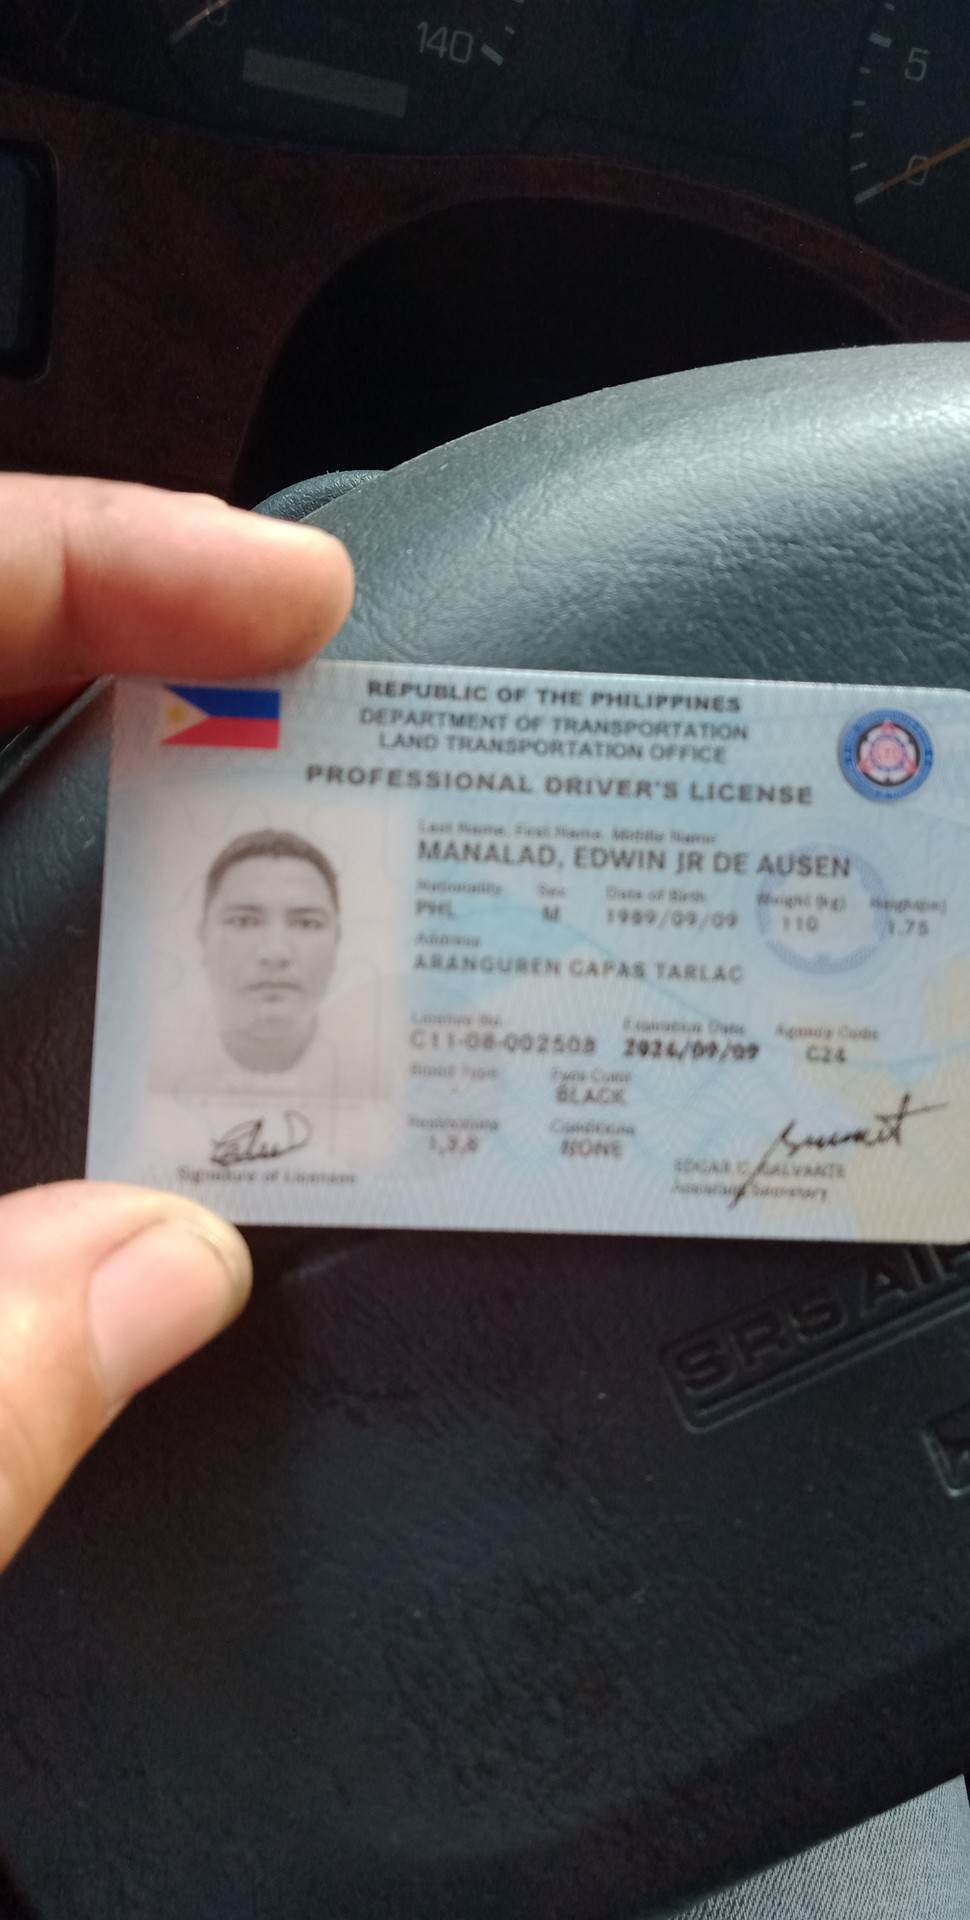 140
5
0
REPUBLIC OF THE PHILIPPINES
DEPARTMENT OF TRANSPORTATION
LAND TRANSPORTATION OFFICE
PROFESSIONAL DRIVER'S LICENSE
Last Name, First Name, Middle Name
MANALAD, EDWIN JR DE AUSEN
Nationality Sex Date of Birth Weight (kg) Height(m)
PHL M 1989/09/09 110 1.75
Address
ARANGUREN CAPAS TARLAC
License No. Expiration Date Agency Code
C11-08-002508 2024/09/09 C24
Blood Type Eyes Color
- BLACK
Restrictions Conditions
1,2,6 NONE
EDGAR C. GALVANTE
Signature of Licensee Assistant Secretary
SRS AI